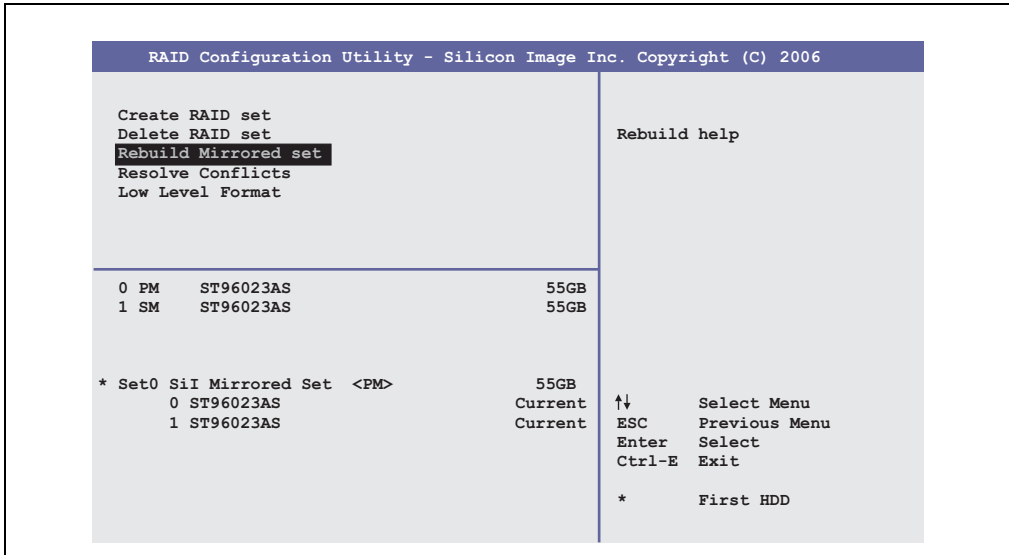 RAID Configuration Utility - Silicon Image Inc. Copyright (C) 2006
Create RAID set
Delete RAID set
Rebuild Mirrored set
Resolve Conflicts
Low Level Format
Rebuild help
0 PM ST96023AS 55GB
1 SM ST96023AS 55GB
* Set0 SiI Mirrored Set <PM> 55GB
0 ST96023AS Current
1 ST96023AS Current
↑↓ Select Menu
ESC Previous Menu
Enter Select
Ctrl-E Exit
* First HDD